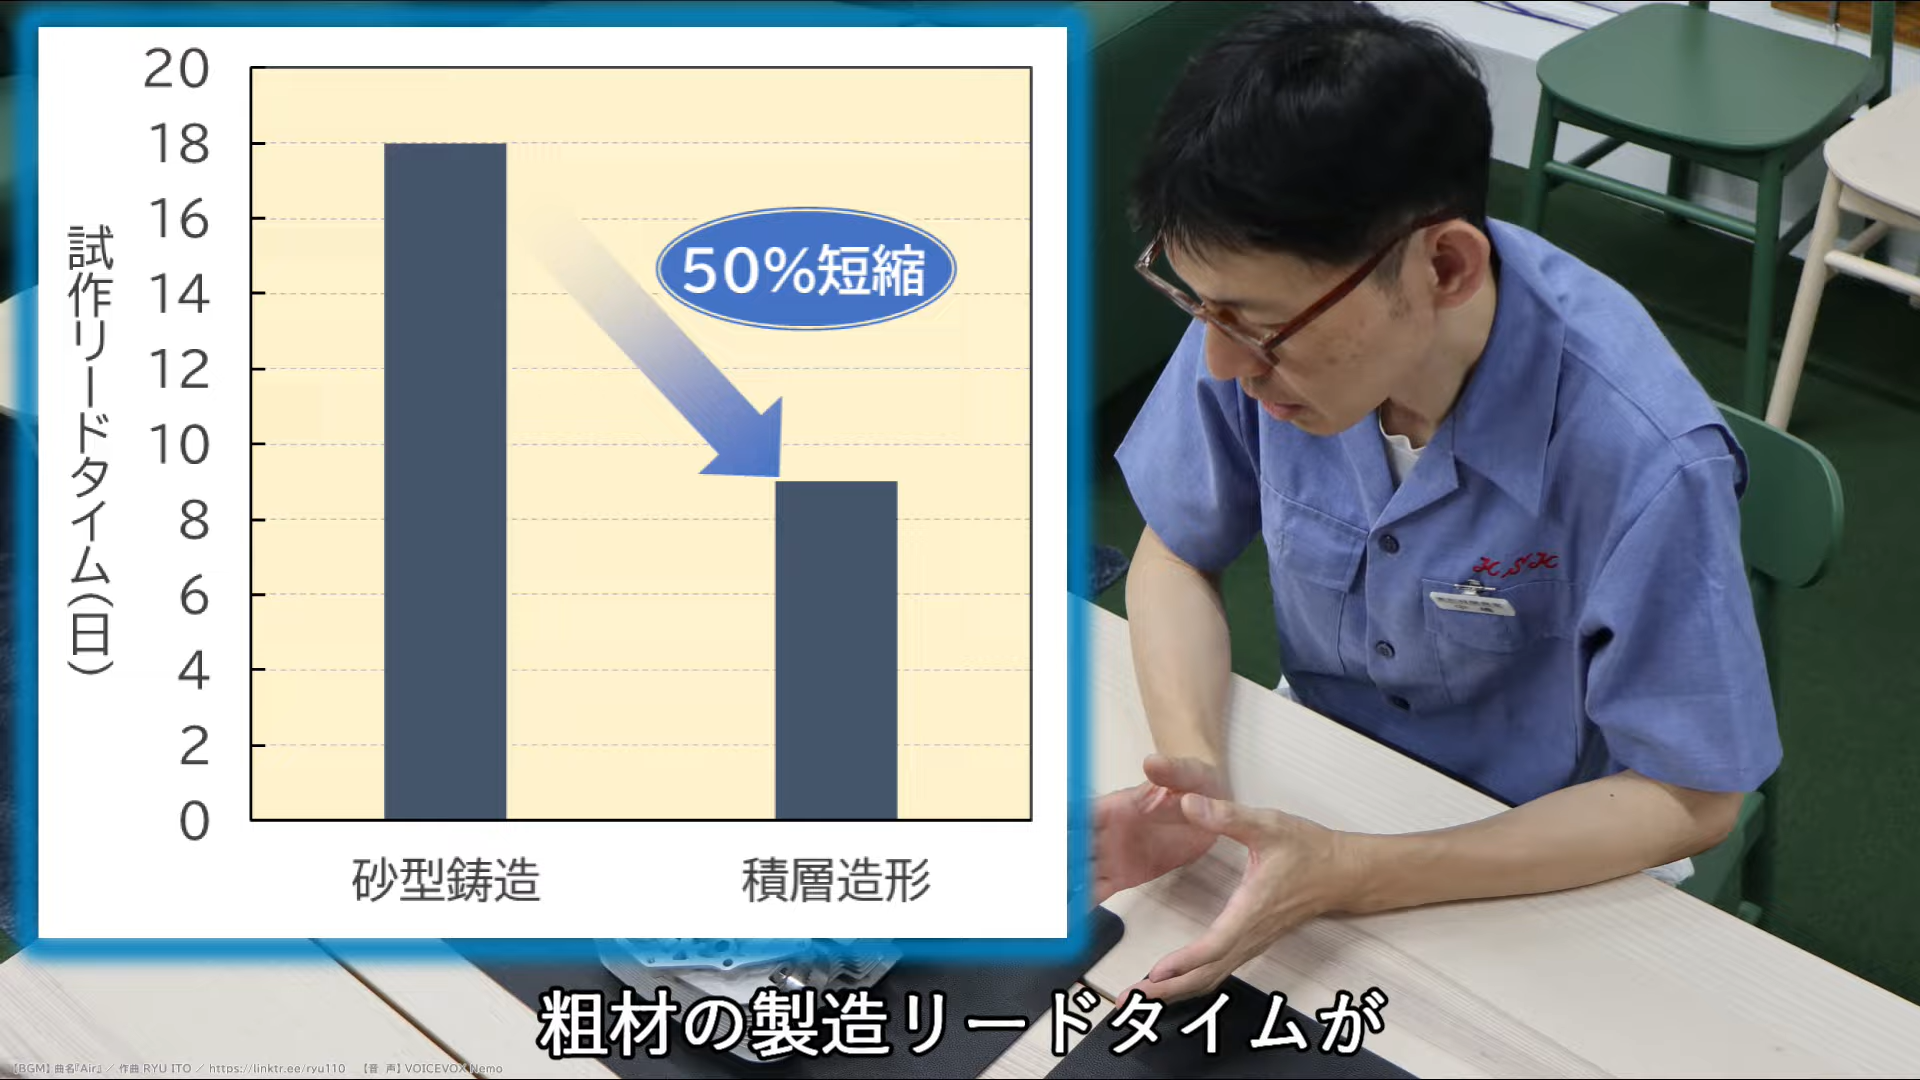 試作リードタイム(日)
20
18
16
14
12
10
8
6
4
2
0
50%短縮
砂型鋳造
積層造形
HSK
粗材の製造リードタイムが
【BGM】曲名『Air』 ／ 作曲 RYU ITO ／ https://linktr.ee/ryu110 【音 声】VOICEVOX Nemo